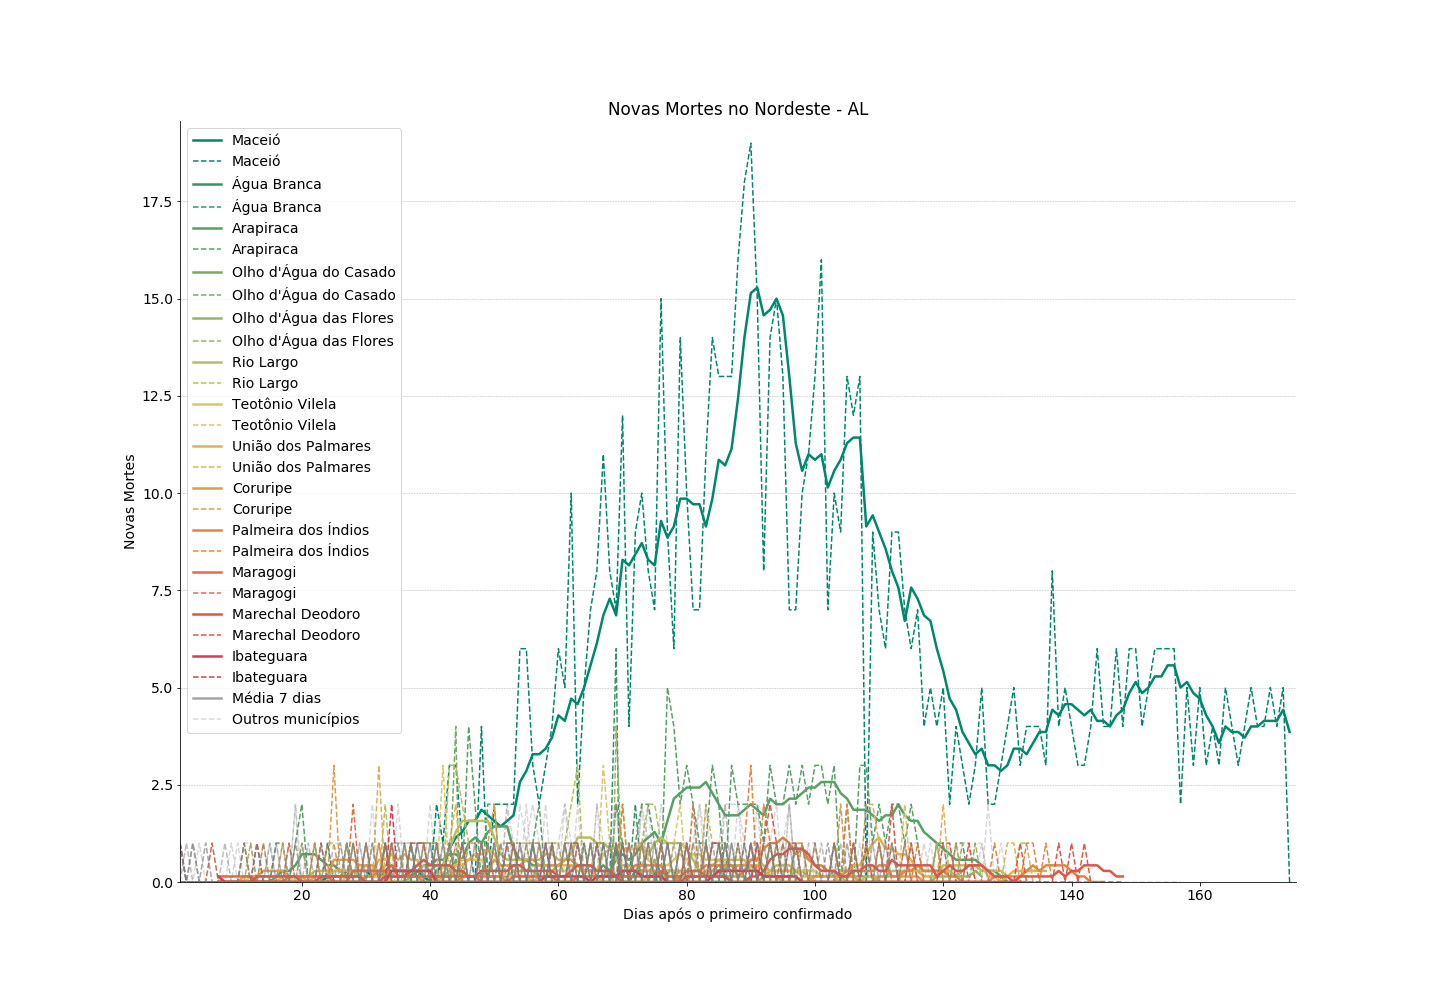 Novas Mortes no Nordeste - AL
Maceió
Maceió
Água Branca
Água Branca
Arapiraca
Arapiraca
Olho d'Água do Casado
Olho d'Água do Casado
Olho d'Água das Flores
Olho d'Água das Flores
Rio Largo
Rio Largo
Teotônio Vilela
Teotônio Vilela
União dos Palmares
União dos Palmares
Coruripe
Coruripe
Palmeira dos Índios
Palmeira dos Índios
Maragogi
Maragogi
Marechal Deodoro
Marechal Deodoro
Ibateguara
Ibateguara
Média 7 dias
Outros municípios
Novas Mortes
17.5
15.0
12.5
10.0
7.5
5.0
2.5
0.0
20 40 60 80 100 120 140 160
Dias após o primeiro confirmado